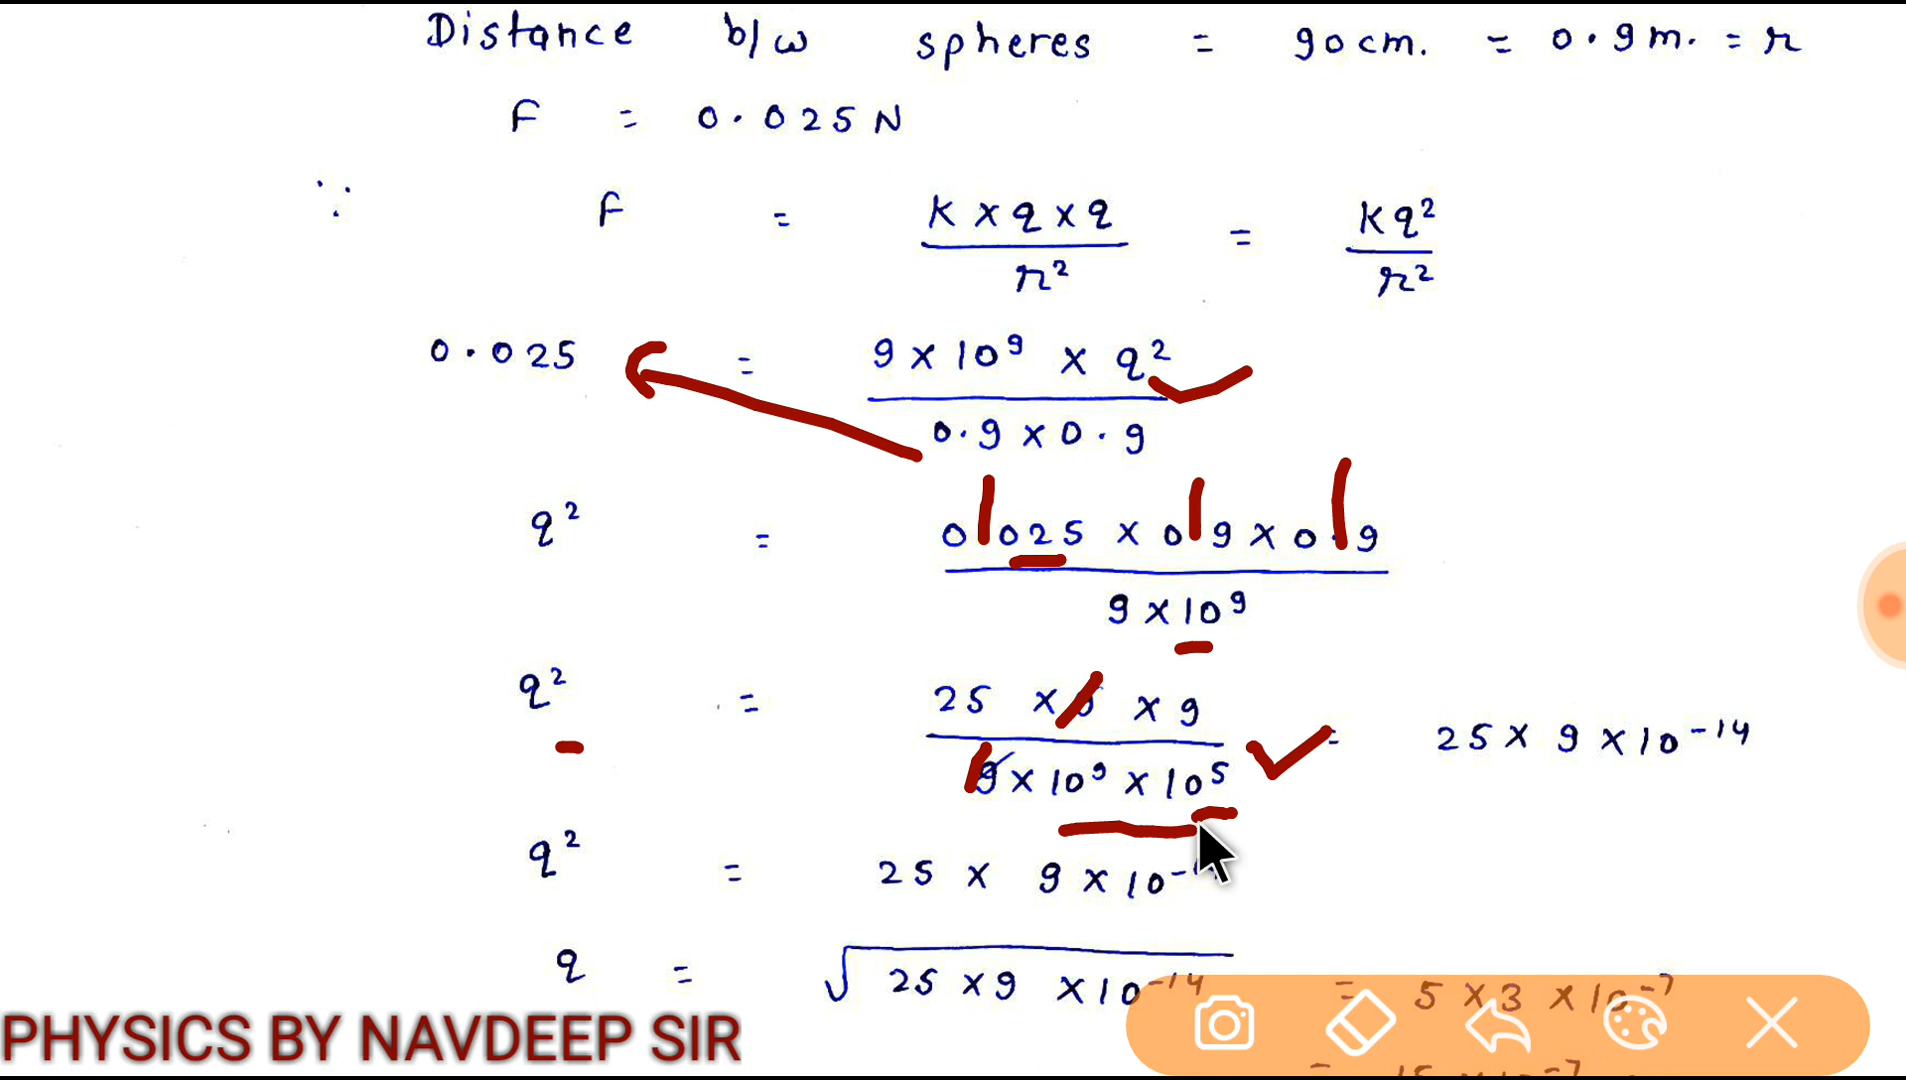 Distance b/w spheres = 90 cm. = 0.9 m. = r
F = 0.025 N
∵ F = K × q × q / r² = K q² / r²
0.025 = 9 × 10⁹ × q² / 0.9 × 0.9
q² = 0.025 × 0.9 × 0.9 / 9 × 10⁹
q² = 25 × 9 × 9 / 9 × 10⁹ × 10⁵ = 25 × 9 × 10⁻¹⁴
q² = 25 × 9 × 10⁻
q = √ 25 × 9 × 10⁻¹⁴ = 5 × 3 × 10⁻⁷
PHYSICS BY NAVDEEP SIR